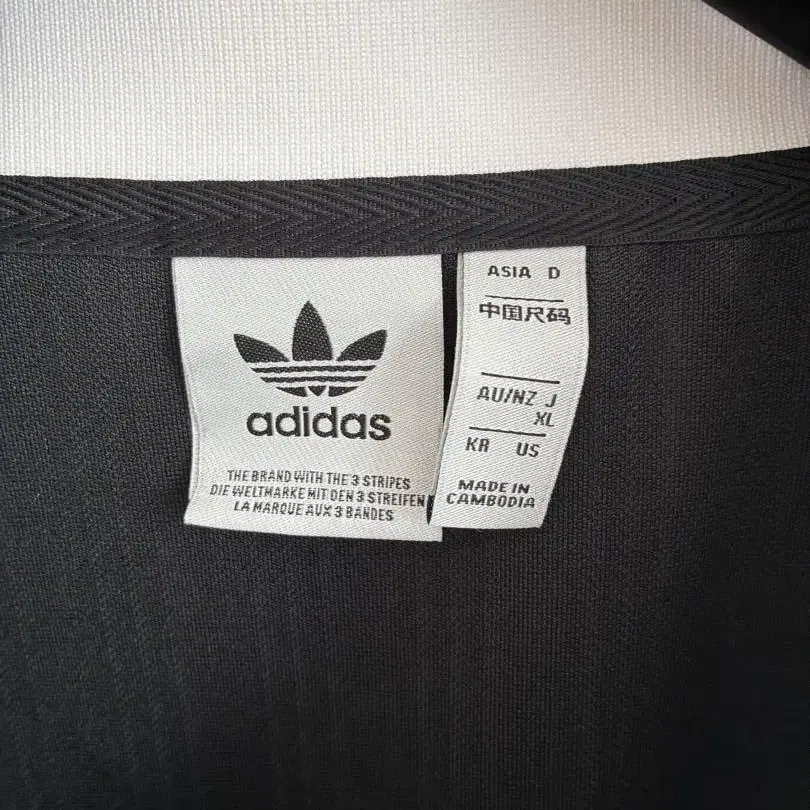 adidas
THE BRAND WITH THE 3 STRIPES
DIE WELTMARKE MIT DEN 3 STREIFEN
LA MARQUE AUX 3 BANDES
ASIA D
中国尺码
AU/NZ J
XL
KR US
MADE IN
CAMBODIA